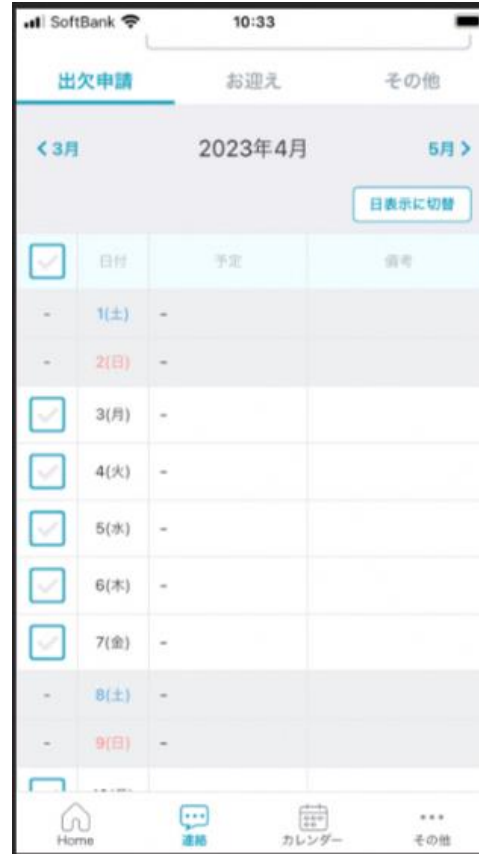 SoftBank 10:33
出欠申請 お迎え その他
< 3月 2023年4月 5月 >
日表示に切替
日付 予定 備考
- 1(土) -
- 2(日) -
3(月) -
4(火) -
5(水) -
6(木) -
7(金) -
- 8(土) -
- 9(日) -
Home 連絡 カレンダー その他